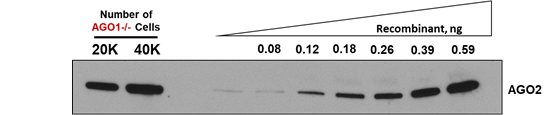 Number of
AGO1-/- Cells
20K 40K
Recombinant, ng
0.08 0.12 0.18 0.26 0.39 0.59
AGO2